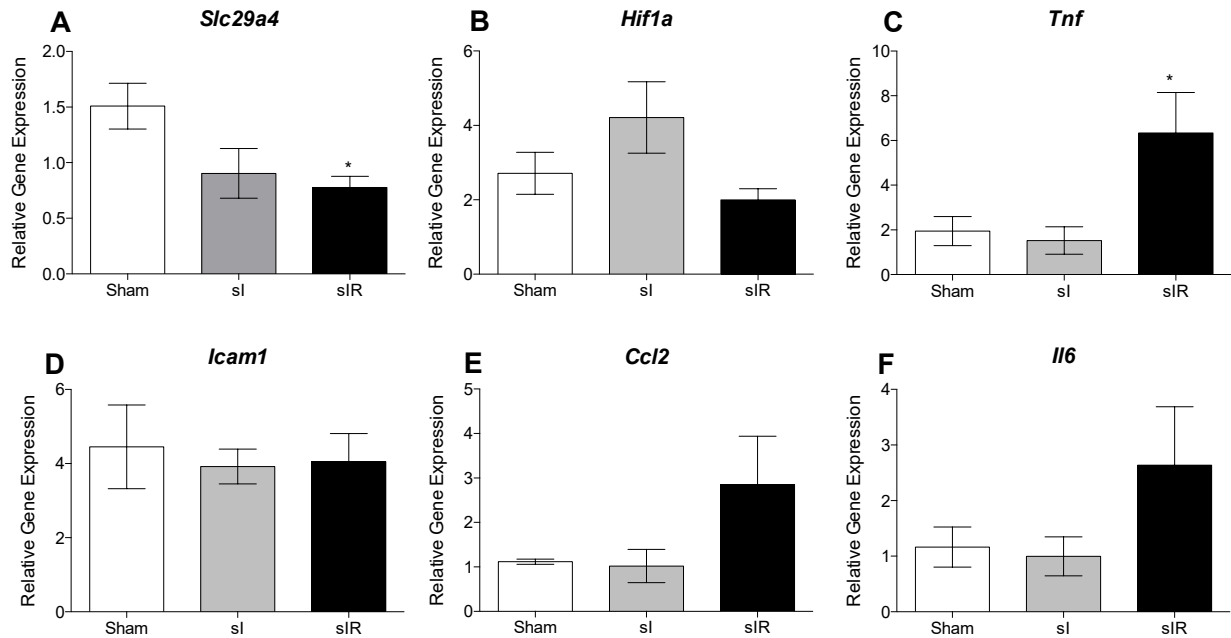 A
Slc29a4
Relative Gene Expression
2.0
1.5
1.0
0.5
0.0
*
Sham
sI
sIR
B
Hif1a
Relative Gene Expression
6
4
2
0
Sham
sI
sIR
C
Tnf
Relative Gene Expression
10
8
6
4
2
0
*
Sham
sI
sIR
D
Icam1
Relative Gene Expression
6
4
2
0
Sham
sI
sIR
E
Ccl2
Relative Gene Expression
5
4
3
2
1
0
Sham
sI
sIR
F
Il6
Relative Gene Expression
4
3
2
1
0
Sham
sI
sIR